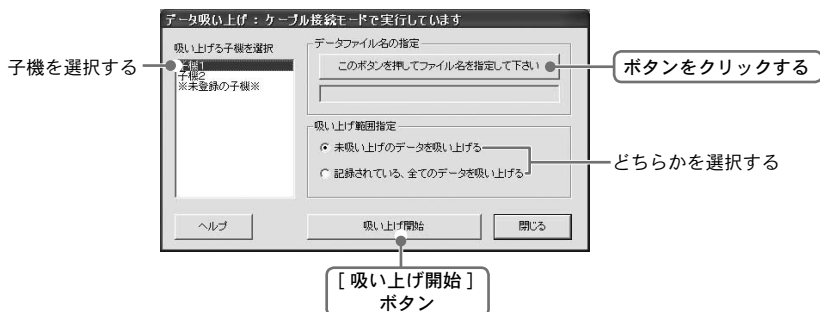 データ吸い上げ : ケーブル接続モードで実行しています
吸い上げる子機を選択
子機1
子機2
※未登録の子機※
データファイル名の指定
このボタンを押してファイル名を指定して下さい
吸い上げ範囲指定
未吸い上げのデータを吸い上げる
記録されている、全てのデータを吸い上げる
ヘルプ
吸い上げ開始
閉じる
子機を選択する
ボタンをクリックする
どちらかを選択する
[ 吸い上げ開始 ]
ボタン